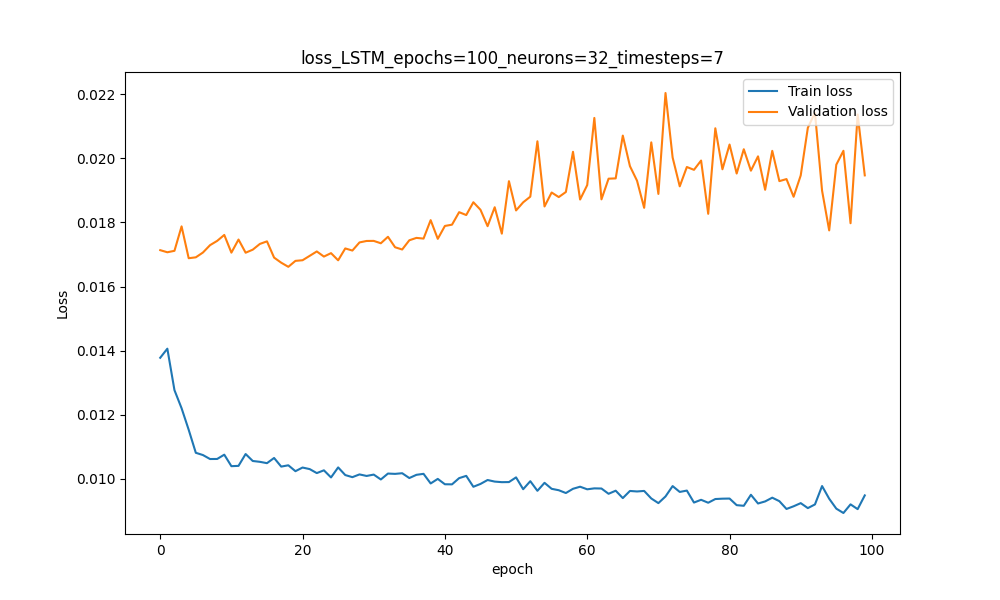 loss_LSTM_epochs=100_neurons=32_timesteps=7
Train loss
Validation loss
0.022
0.020
0.018
0.016
0.014
0.012
0.010
Loss
0
20
40
60
80
100
epoch